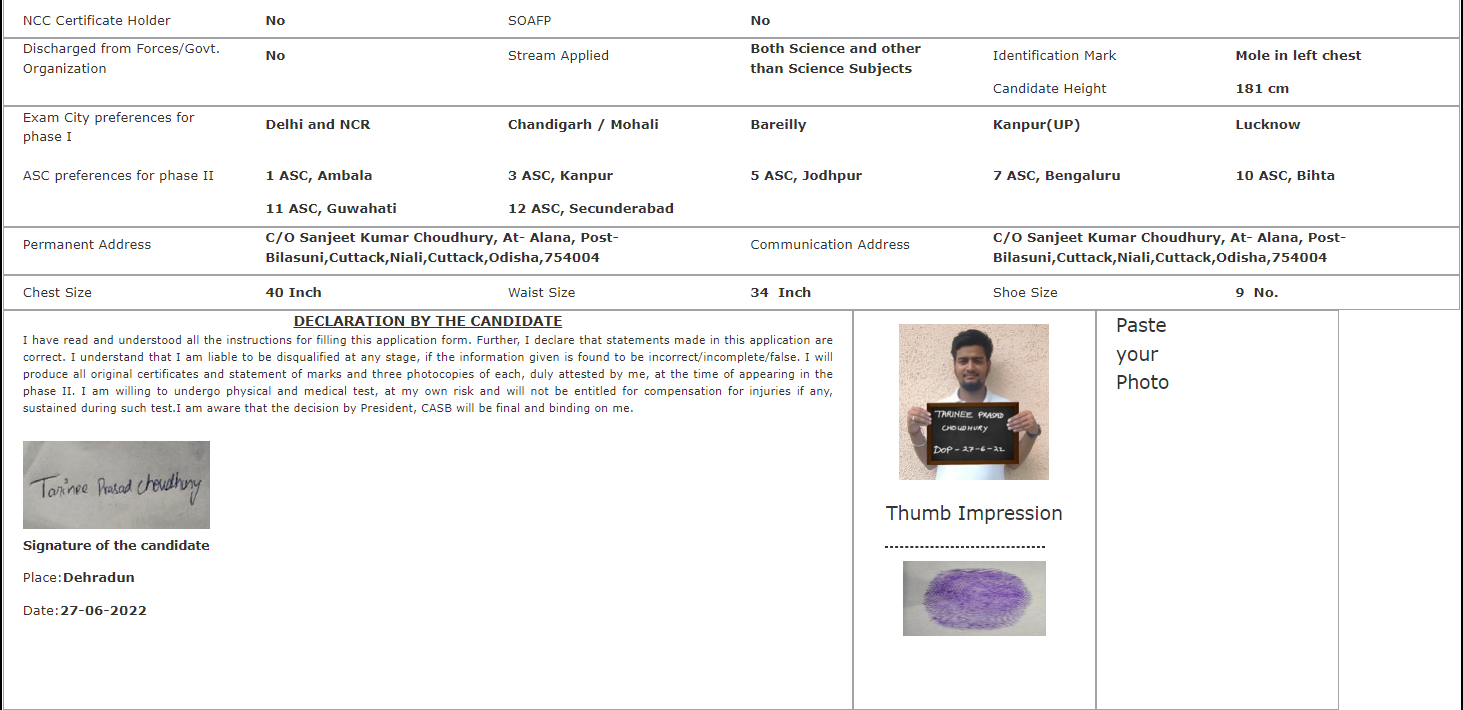 NCC Certificate Holder No SOAFP No
Discharged from Forces/Govt. Organization No Stream Applied Both Science and other than Science Subjects Identification Mark Mole in left chest
Candidate Height 181 cm
Exam City preferences for phase I Delhi and NCR Chandigarh / Mohali Bareilly Kanpur(UP) Lucknow
ASC preferences for phase II 1 ASC, Ambala 3 ASC, Kanpur 5 ASC, Jodhpur 7 ASC, Bengaluru 10 ASC, Bihta
11 ASC, Guwahati 12 ASC, Secunderabad
Permanent Address C/O Sanjeet Kumar Choudhury, At- Alana, Post- Bilasuni,Cuttack,Niali,Cuttack,Odisha,754004 Communication Address C/O Sanjeet Kumar Choudhury, At- Alana, Post- Bilasuni,Cuttack,Niali,Cuttack,Odisha,754004
Chest Size 40 Inch Waist Size 34 Inch Shoe Size 9 No.
DECLARATION BY THE CANDIDATE
I have read and understood all the instructions for filling this application form. Further, I declare that statements made in this application are
correct. I understand that I am liable to be disqualified at any stage, if the information given is found to be incorrect/incomplete/false. I will
produce all original certificates and statement of marks and three photocopies of each, duly attested by me, at the time of appearing in the
phase II. I am willing to undergo physical and medical test, at my own risk and will not be entitled for compensation for injuries if any,
sustained during such test.I am aware that the decision by President, CASB will be final and binding on me.
Tarinee Prasad Choudhury
Signature of the candidate
Place:Dehradun
Date:27-06-2022
TARINEE PRASAD
CHOUDHURY
DOP - 27-6-22
Thumb Impression
Paste
your
Photo